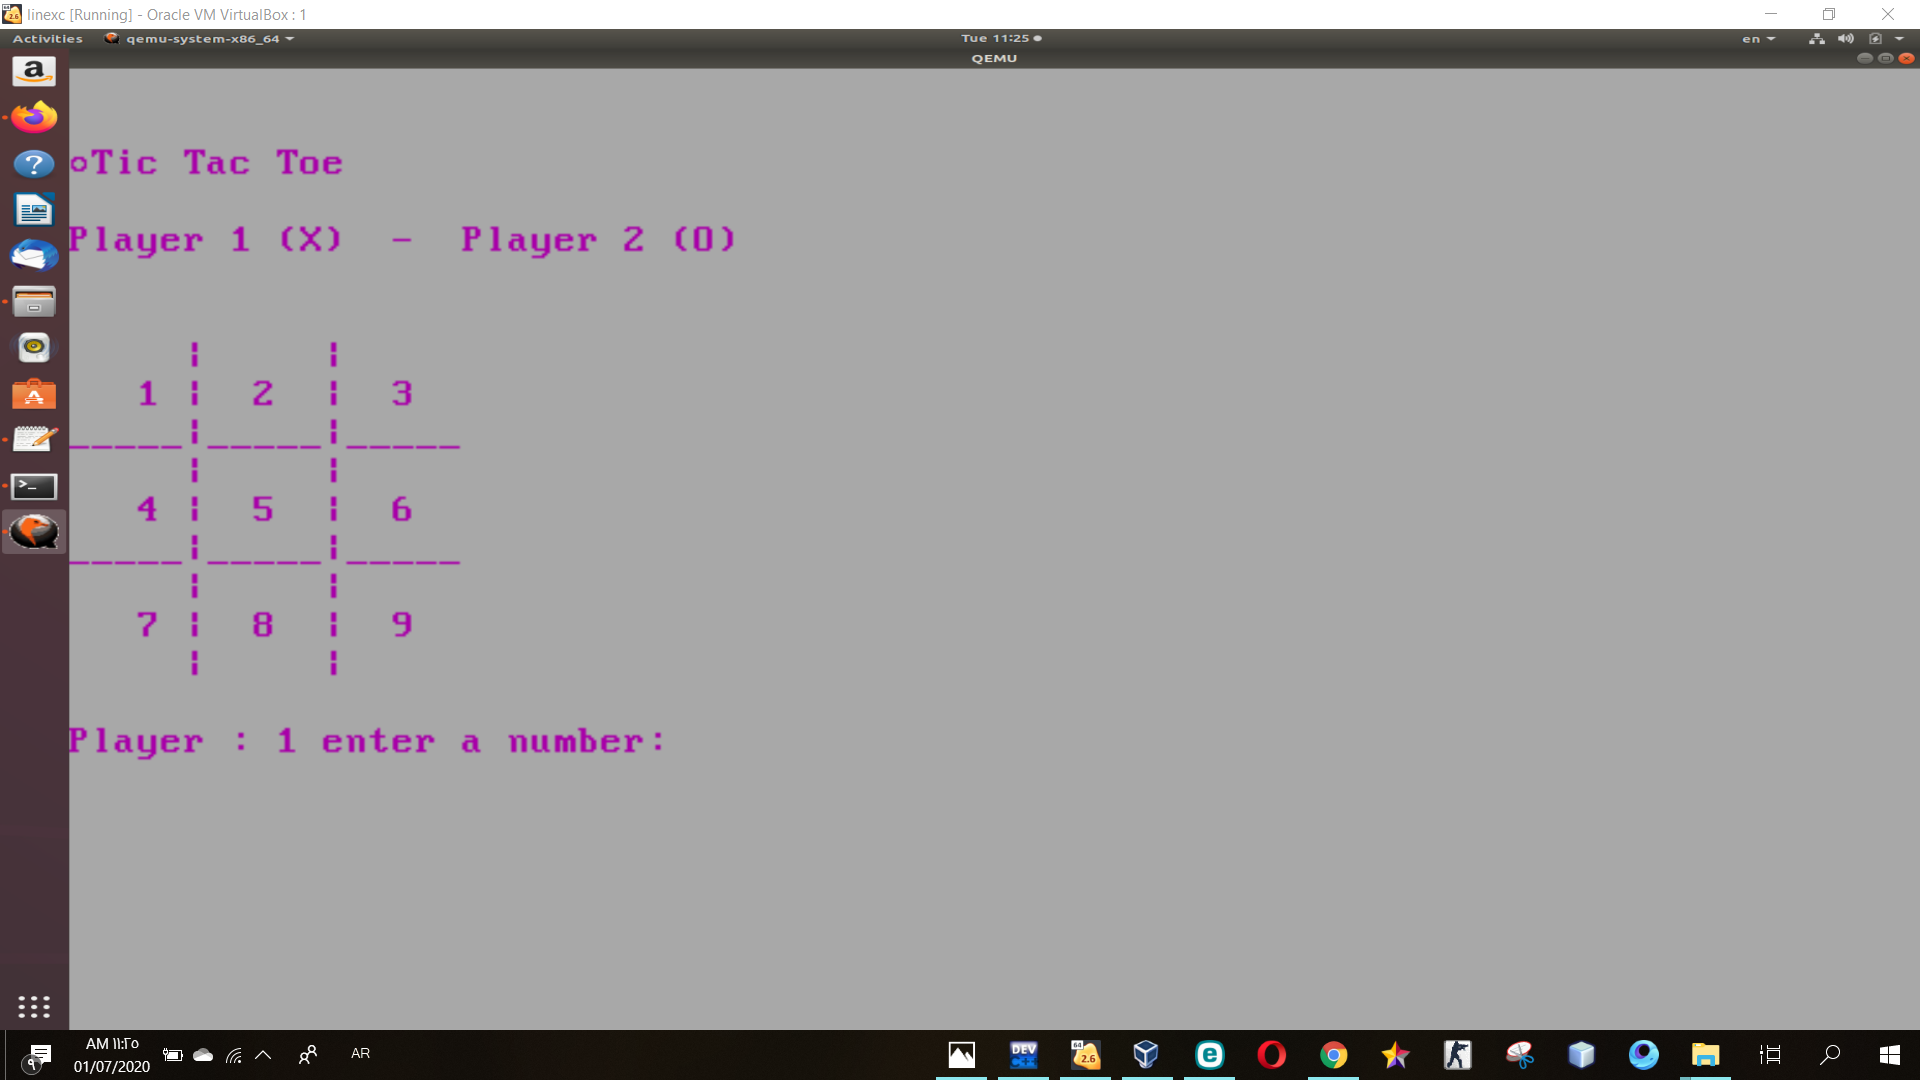 linexc [Running] - Oracle VM VirtualBox : 1
Activities qemu-system-x86_64 Tue 11:25 en
QEMU
Tic Tac Toe
Player 1 (X) - Player 2 (O)
1 2 3
4 5 6
7 8 9
Player : 1 enter a number:
AM ١١:٢٥
01/07/2020
AR
DEV C++
64
2.6